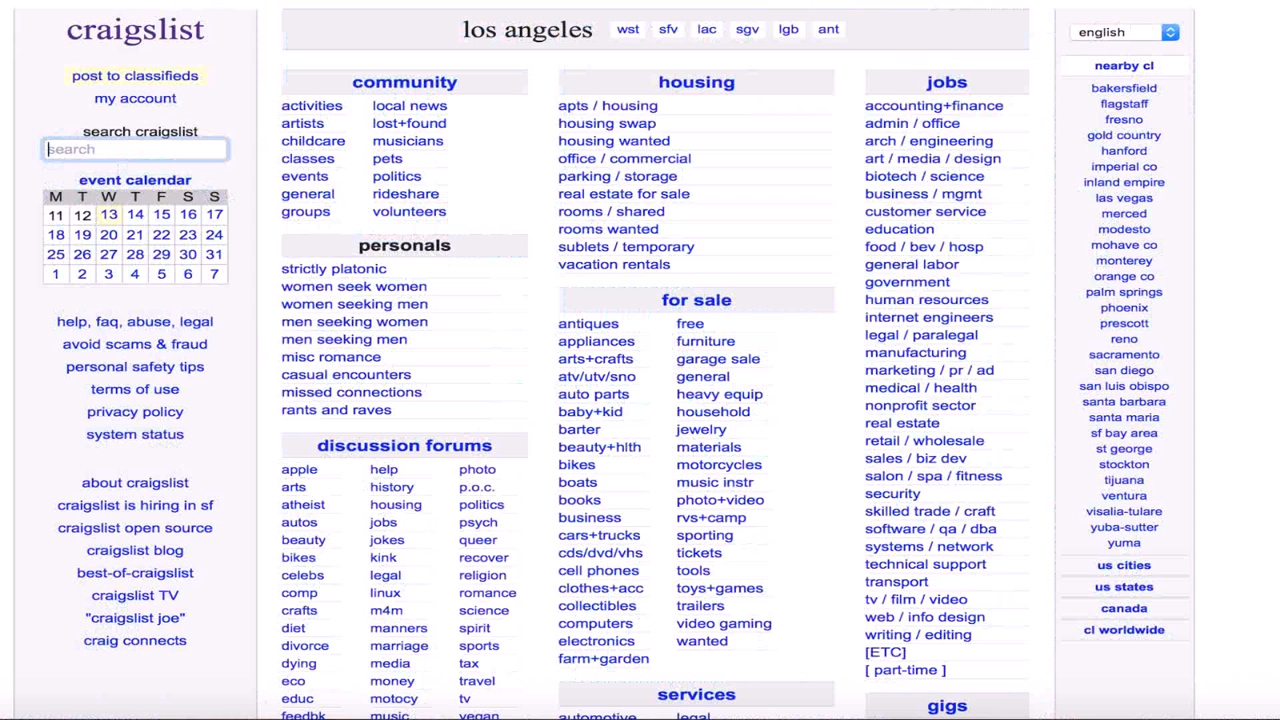 craigslist
post to classifieds
my account
search craigslist
search
event calendar
M T W T F S S
11 12 13 14 15 16 17
18 19 20 21 22 23 24
25 26 27 28 29 30 31
1 2 3 4 5 6 7
help, faq, abuse, legal
avoid scams & fraud
personal safety tips
terms of use
privacy policy
system status
about craigslist
craigslist is hiring in sf
craigslist open source
craigslist blog
best-of-craigslist
craigslist TV
"craigslist joe"
craig connects
los angeles wst sfv lac sgv lgb ant
community
activities local news
artists lost+found
childcare musicians
classes pets
events politics
general rideshare
groups volunteers
personals
strictly platonic
women seek women
women seeking men
men seeking women
men seeking men
misc romance
casual encounters
missed connections
rants and raves
discussion forums
apple help photo
arts history p.o.c.
atheist housing politics
autos jobs psych
beauty jokes queer
bikes kink recover
celebs legal religion
comp linux romance
crafts m4m science
diet manners spirit
divorce marriage sports
dying media tax
eco money travel
educ motocy tv
feedbk music vegan
housing
apts / housing
housing swap
housing wanted
office / commercial
parking / storage
real estate for sale
rooms / shared
rooms wanted
sublets / temporary
vacation rentals
for sale
antiques free
appliances furniture
arts+crafts garage sale
atv/utv/sno general
auto parts heavy equip
baby+kid household
barter jewelry
beauty+hlth materials
bikes motorcycles
boats music instr
books photo+video
business rvs+camp
cars+trucks sporting
cds/dvd/vhs tickets
cell phones tools
clothes+acc toys+games
collectibles trailers
computers video gaming
electronics wanted
farm+garden
services
automotive legal
jobs
accounting+finance
admin / office
arch / engineering
art / media / design
biotech / science
business / mgmt
customer service
education
food / bev / hosp
general labor
government
human resources
internet engineers
legal / paralegal
manufacturing
marketing / pr / ad
medical / health
nonprofit sector
real estate
retail / wholesale
sales / biz dev
salon / spa / fitness
security
skilled trade / craft
software / qa / dba
systems / network
technical support
transport
tv / film / video
web / info design
writing / editing
[ETC]
[ part-time ]
gigs
english
nearby cl
bakersfield
flagstaff
fresno
gold country
hanford
imperial co
inland empire
las vegas
merced
modesto
mohave co
monterey
orange co
palm springs
phoenix
prescott
reno
sacramento
san diego
san luis obispo
santa barbara
santa maria
sf bay area
st george
stockton
tijuana
ventura
visalia-tulare
yuba-sutter
yuma
us cities
us states
canada
cl worldwide